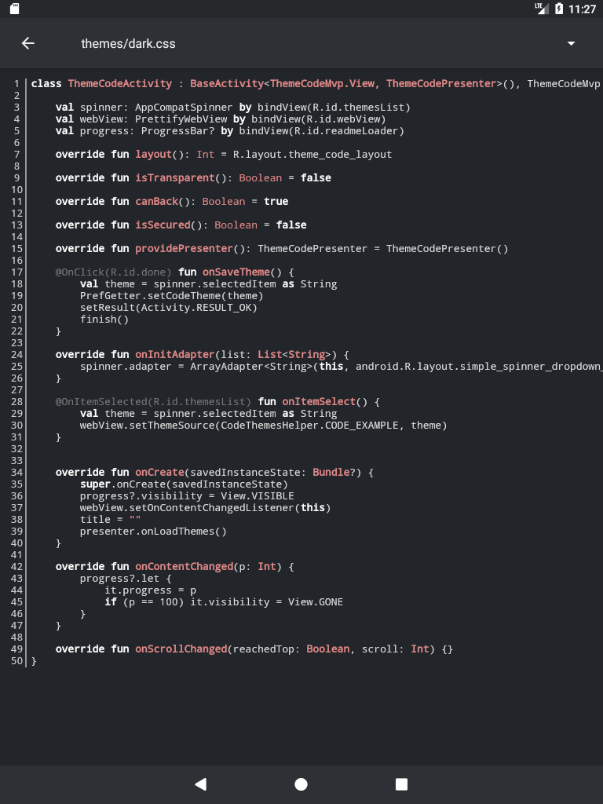 LTE 11:27
themes/dark.css
1 class ThemeCodeActivity : BaseActivity<ThemeCodeMvp.View, ThemeCodePresenter>(), ThemeCodeMvp
2
3     val spinner: AppCompatSpinner by bindView(R.id.themesList)
4     val webView: PrettifyWebView by bindView(R.id.webView)
5     val progress: ProgressBar? by bindView(R.id.readmeLoader)
6
7     override fun layout(): Int = R.layout.theme_code_layout
8
9     override fun isTransparent(): Boolean = false
10
11     override fun canBack(): Boolean = true
12
13     override fun isSecured(): Boolean = false
14
15     override fun providePresenter(): ThemeCodePresenter = ThemeCodePresenter()
16
17     @OnClick(R.id.done) fun onSaveTheme() {
18         val theme = spinner.selectedItem as String
19         PrefGetter.setCodeTheme(theme)
20         setResult(Activity.RESULT_OK)
21         finish()
22     }
23
24     override fun onInitAdapter(list: List<String>) {
25         spinner.adapter = ArrayAdapter<String>(this, android.R.layout.simple_spinner_dropdown_
26     }
27
28     @OnItemSelected(R.id.themesList) fun onItemSelect() {
29         val theme = spinner.selectedItem as String
30         webView.setThemeSource(CodeThemesHelper.CODE_EXAMPLE, theme)
31     }
32
33
34     override fun onCreate(savedInstanceState: Bundle?) {
35         super.onCreate(savedInstanceState)
36         progress?.visibility = View.VISIBLE
37         webView.setOnContentChangedListener(this)
38         title = ""
39         presenter.onLoadThemes()
40     }
41
42     override fun onContentChanged(p: Int) {
43         progress?.let {
44             it.progress = p
45             if (p == 100) it.visibility = View.GONE
46         }
47     }
48
49     override fun onScrollChanged(reachedTop: Boolean, scroll: Int) {}
50 }